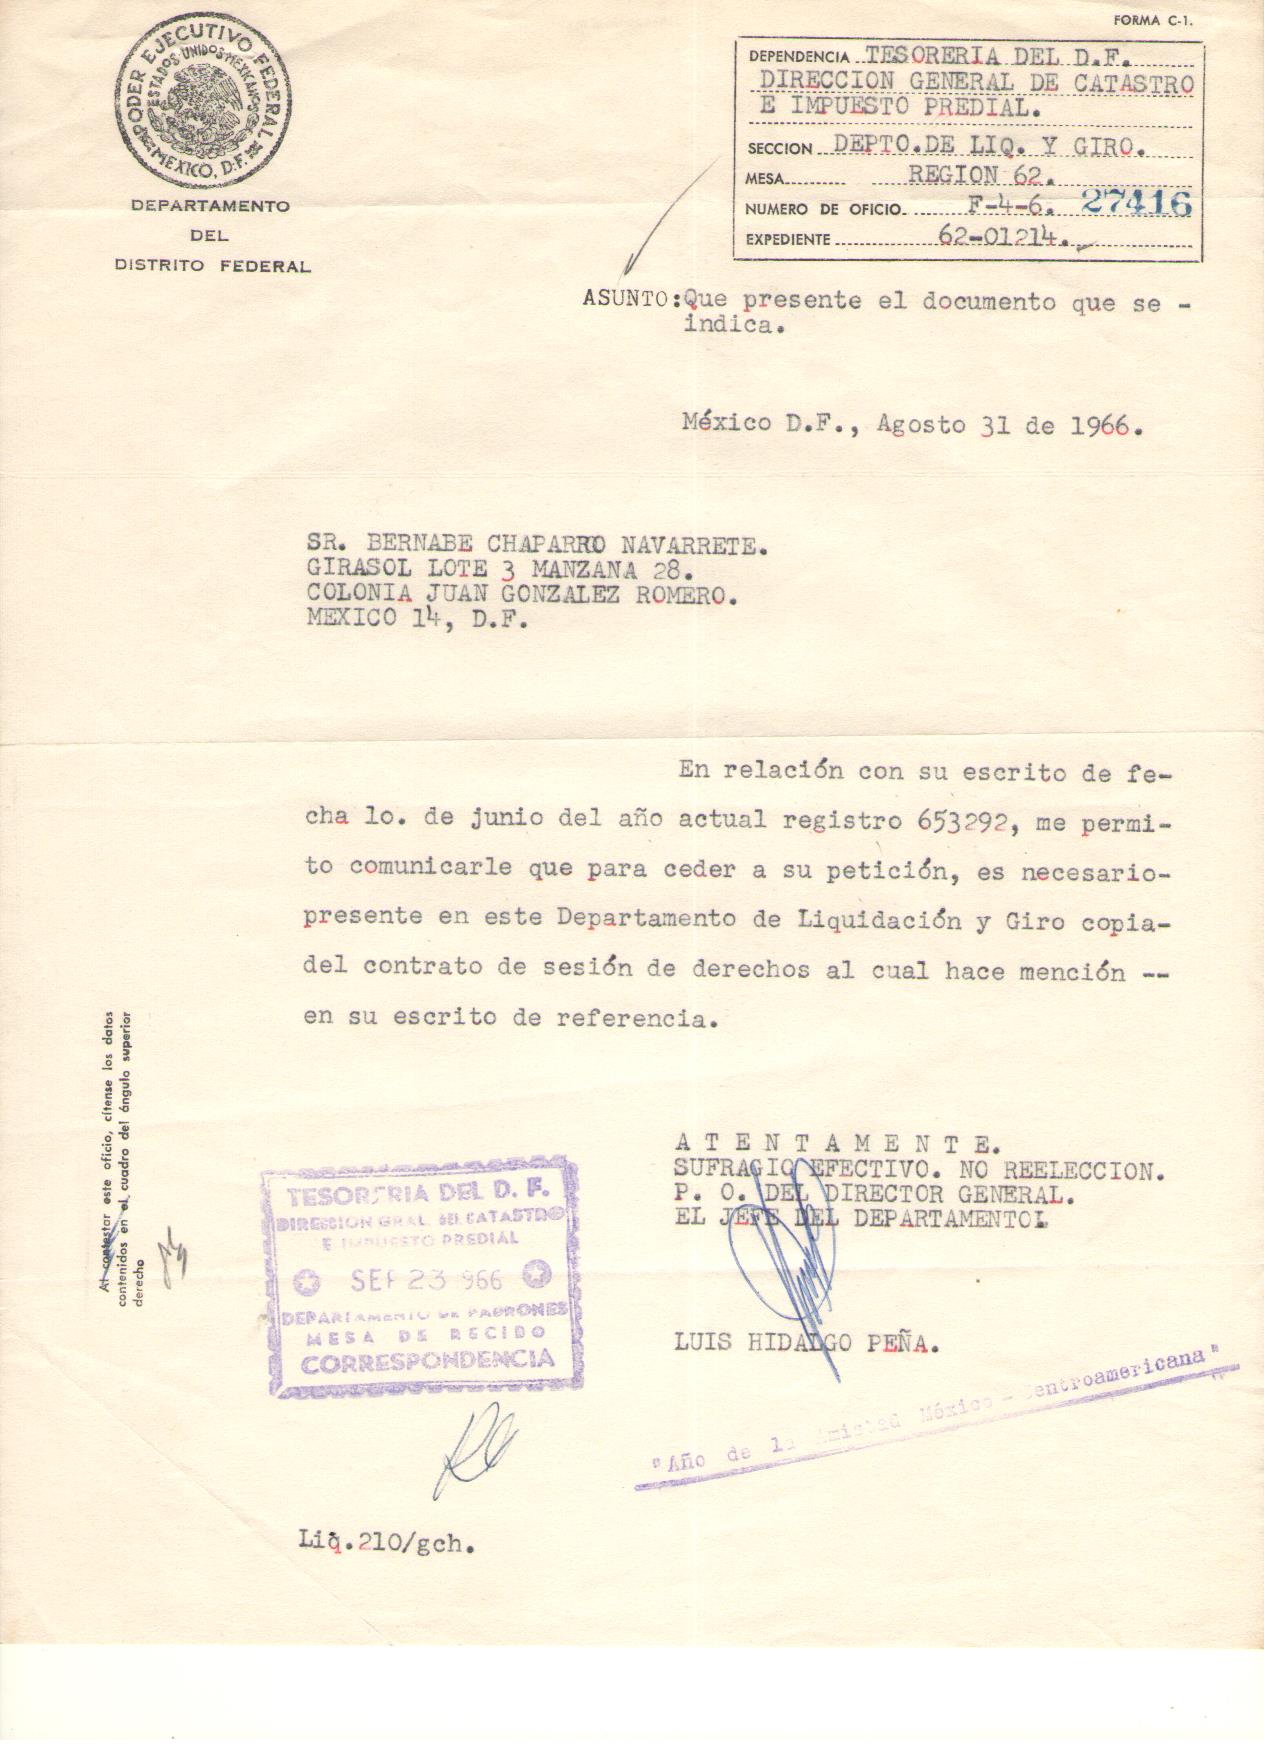 FORMA C-1.
PODER EJECUTIVO FEDERAL
ESTADOS UNIDOS MEXICANOS
MEXICO, D.F.
DEPARTAMENTO
DEL
DISTRITO FEDERAL
DEPENDENCIA TESORERIA DEL D.F.
DIRECCION GENERAL DE CATASTRO
E IMPUESTO PREDIAL.
SECCION DEPTO.DE LIQ. Y GIRO.
MESA REGION 62.
NUMERO DE OFICIO. F-4-6. 27416
EXPEDIENTE 62-01214.
ASUNTO:Que presente el documento que se -
indica.
México D.F., Agosto 31 de 1966.
SR. BERNABE CHAPARRO NAVARRETE.
GIRASOL LOTE 3 MANZANA 28.
COLONIA JUAN GONZALEZ ROMERO.
MEXICO 14, D.F.
En relación con su escrito de fe-
cha lo. de junio del año actual registro 653292, me permi-
to comunicarle que para ceder a su petición, es necesario-
presente en este Departamento de Liquidación y Giro copia-
del contrato de sesión de derechos al cual hace mención --
en su escrito de referencia.
Al contestar este oficio, cítense los datos
contenidos en el cuadro del ángulo superior
derecho
A T E N T A M E N T E.
SUFRAGIO EFECTIVO. NO REELECCION.
P. O. DEL DIRECTOR GENERAL.
EL JEFE DEL DEPARTAMENTOL
LUIS HIDALGO PEÑA.
TESORERIA DEL D. F.
DIRECCION GRAL. DEL CATASTRO
E IMPUESTO PREDIAL
SEP 23 966
DEPARTAMENTO DE PADRONES
MESA DE RECIBO
CORRESPONDENCIA
"Año de la Amistad México - Centroamericana"
Liq.210/gch.